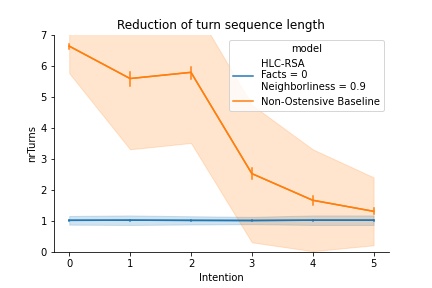 Reduction of turn sequence length
nrTurns
7
6
5
4
3
2
1
0
model
HLC-RSA
Facts = 0
Neighborliness = 0.9
Non-Ostensive Baseline
0 1 2 3 4 5
Intention